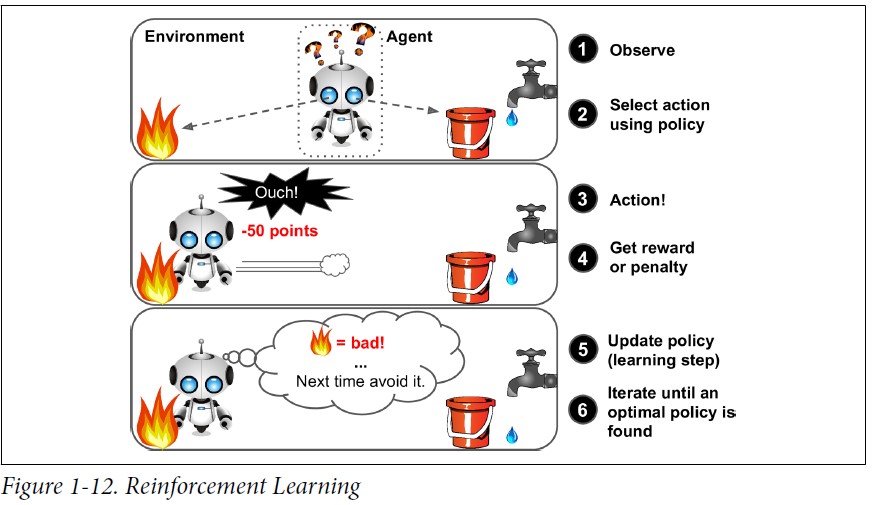 Environment
Agent
? ? ?
1 Observe
2 Select action
using policy
Ouch!
-50 points
3 Action!
4 Get reward
or penalty
= bad!
...
Next time avoid it.
5 Update policy
(learning step)
6 Iterate until an
optimal policy is
found
Figure 1-12. Reinforcement Learning